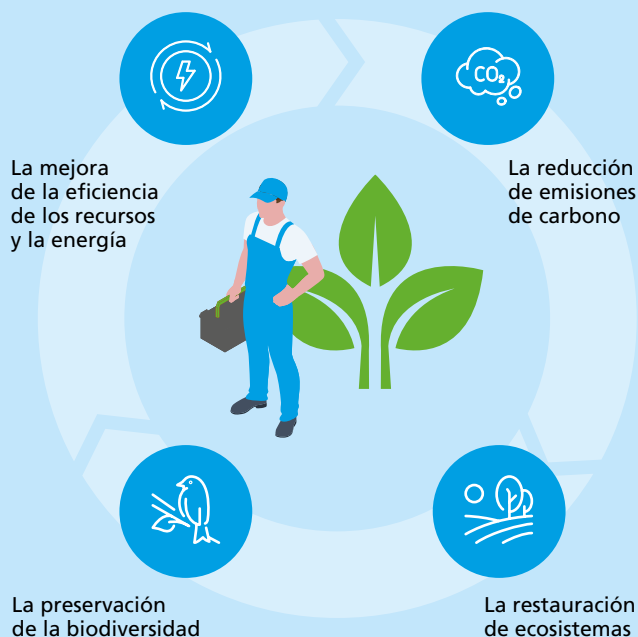 La mejora
de la eficiencia
de los recursos
y la energía
CO₂
La reducción
de emisiones
de carbono
La preservación
de la biodiversidad
La restauración
de ecosistemas